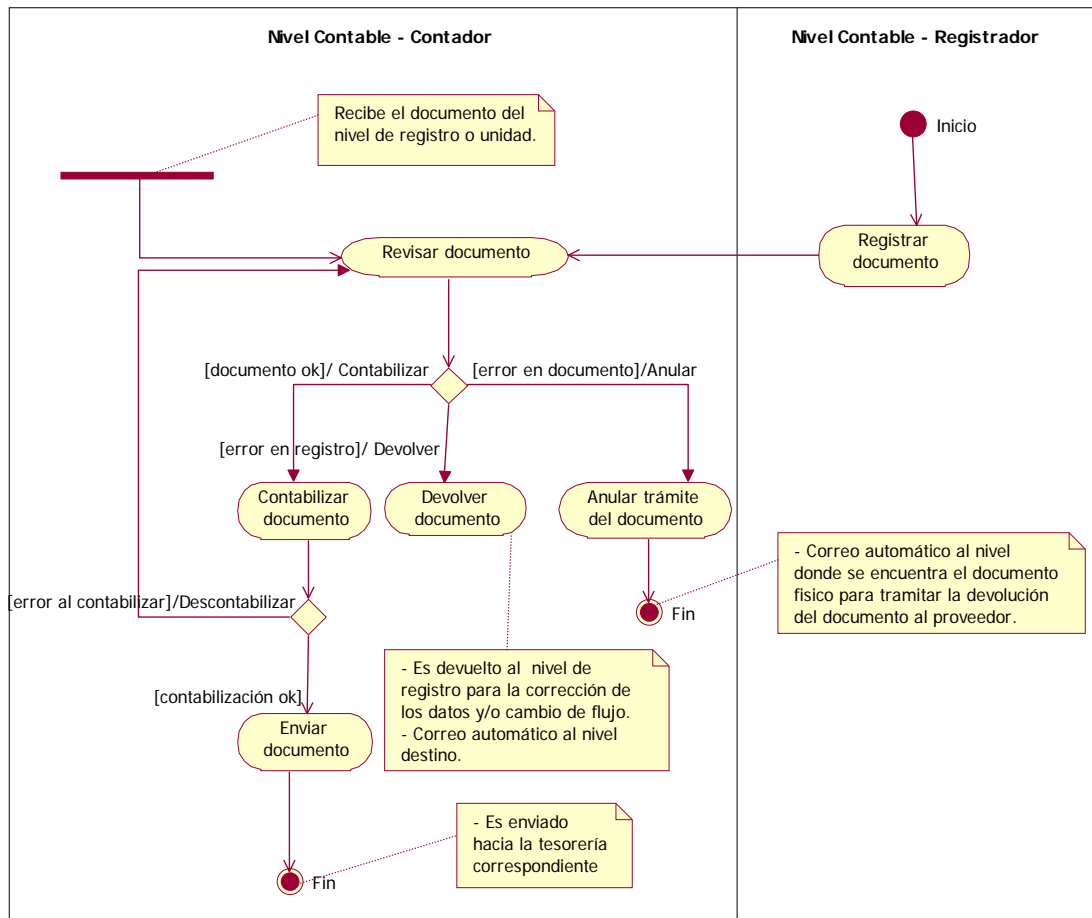 Nivel Contable - Contador
Nivel Contable - Registrador
Recibe el documento del
nivel de registro o unidad.
Inicio
Revisar documento
Registrar
documento
[documento ok]/ Contabilizar
[error en documento]/Anular
[error en registro]/ Devolver
Contabilizar
documento
Devolver
documento
Anular trámite
del documento
- Correo automático al nivel
donde se encuentra el documento
fisico para tramitar la devolución
del documento al proveedor.
[error al contabilizar]/Descontabilizar
Fin
- Es devuelto al nivel de
registro para la corrección de
los datos y/o cambio de flujo.
- Correo automático al nivel
destino.
[contabilización ok]
Enviar
documento
- Es enviado
hacia la tesorería
correspondiente
Fin